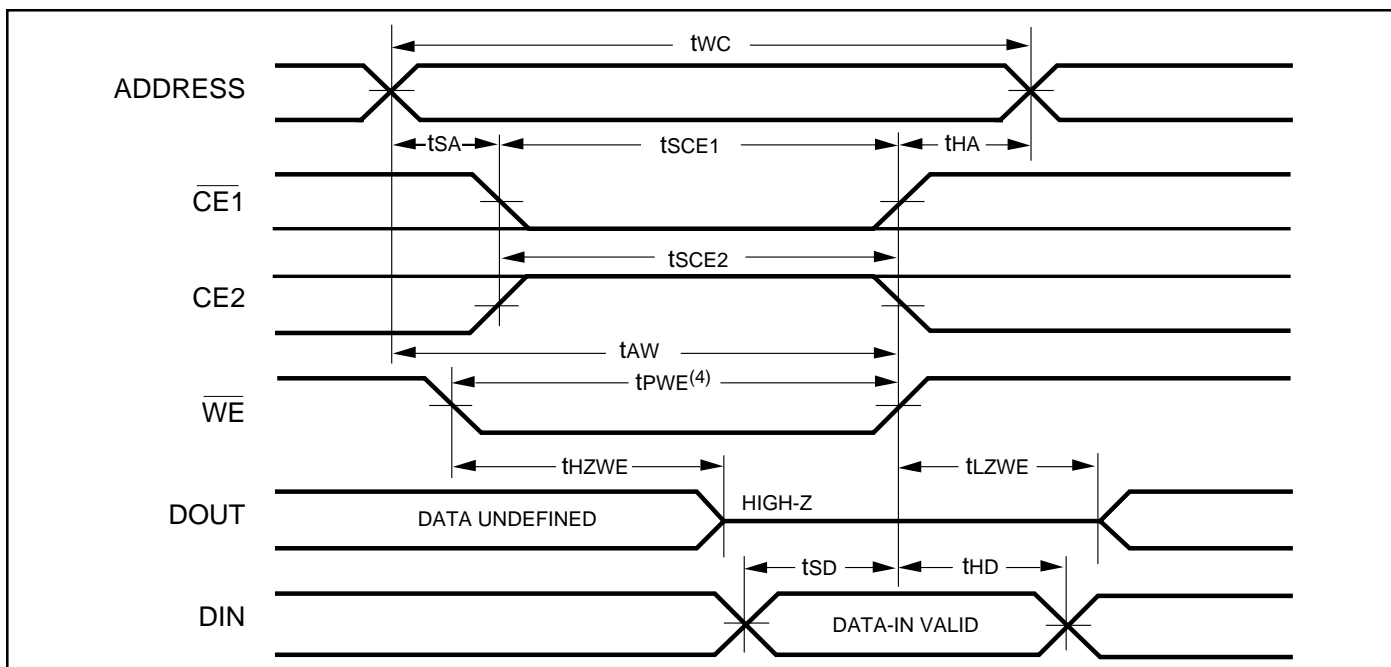 tWC
ADDRESS
tSA tSCE1 tHA
CE1
tSCE2
CE2
tAW
tPWE(4)
WE
tHZWE tLZWE
DOUT DATA UNDEFINED HIGH-Z
tSD tHD
DIN DATA-IN VALID